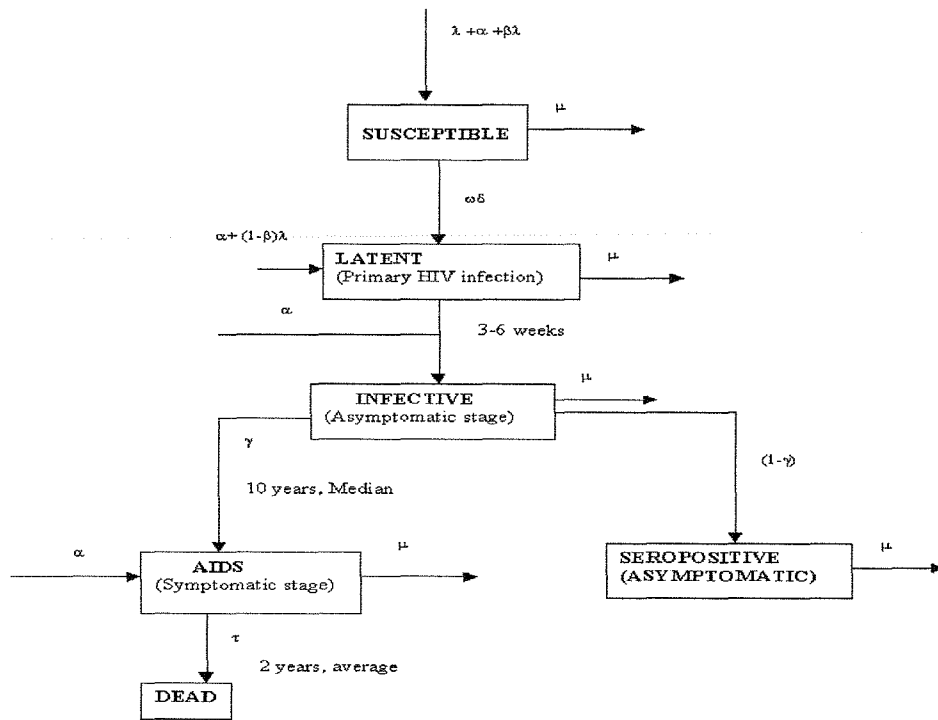 λ +α +βλ
μ
SUSCEPTIBLE
ωδ
α+ (1-β)λ
LATENT
(Primary HIV infection)
μ
α
3-6 weeks
μ
INFECTIVE
(Asymptomatic stage)
γ
(1-γ)
10 years, Median
α
AIDS
(Symptomatic stage)
μ
SEROPOSITIVE
(ASYMPTOMATIC)
μ
τ
2 years, average
DEAD